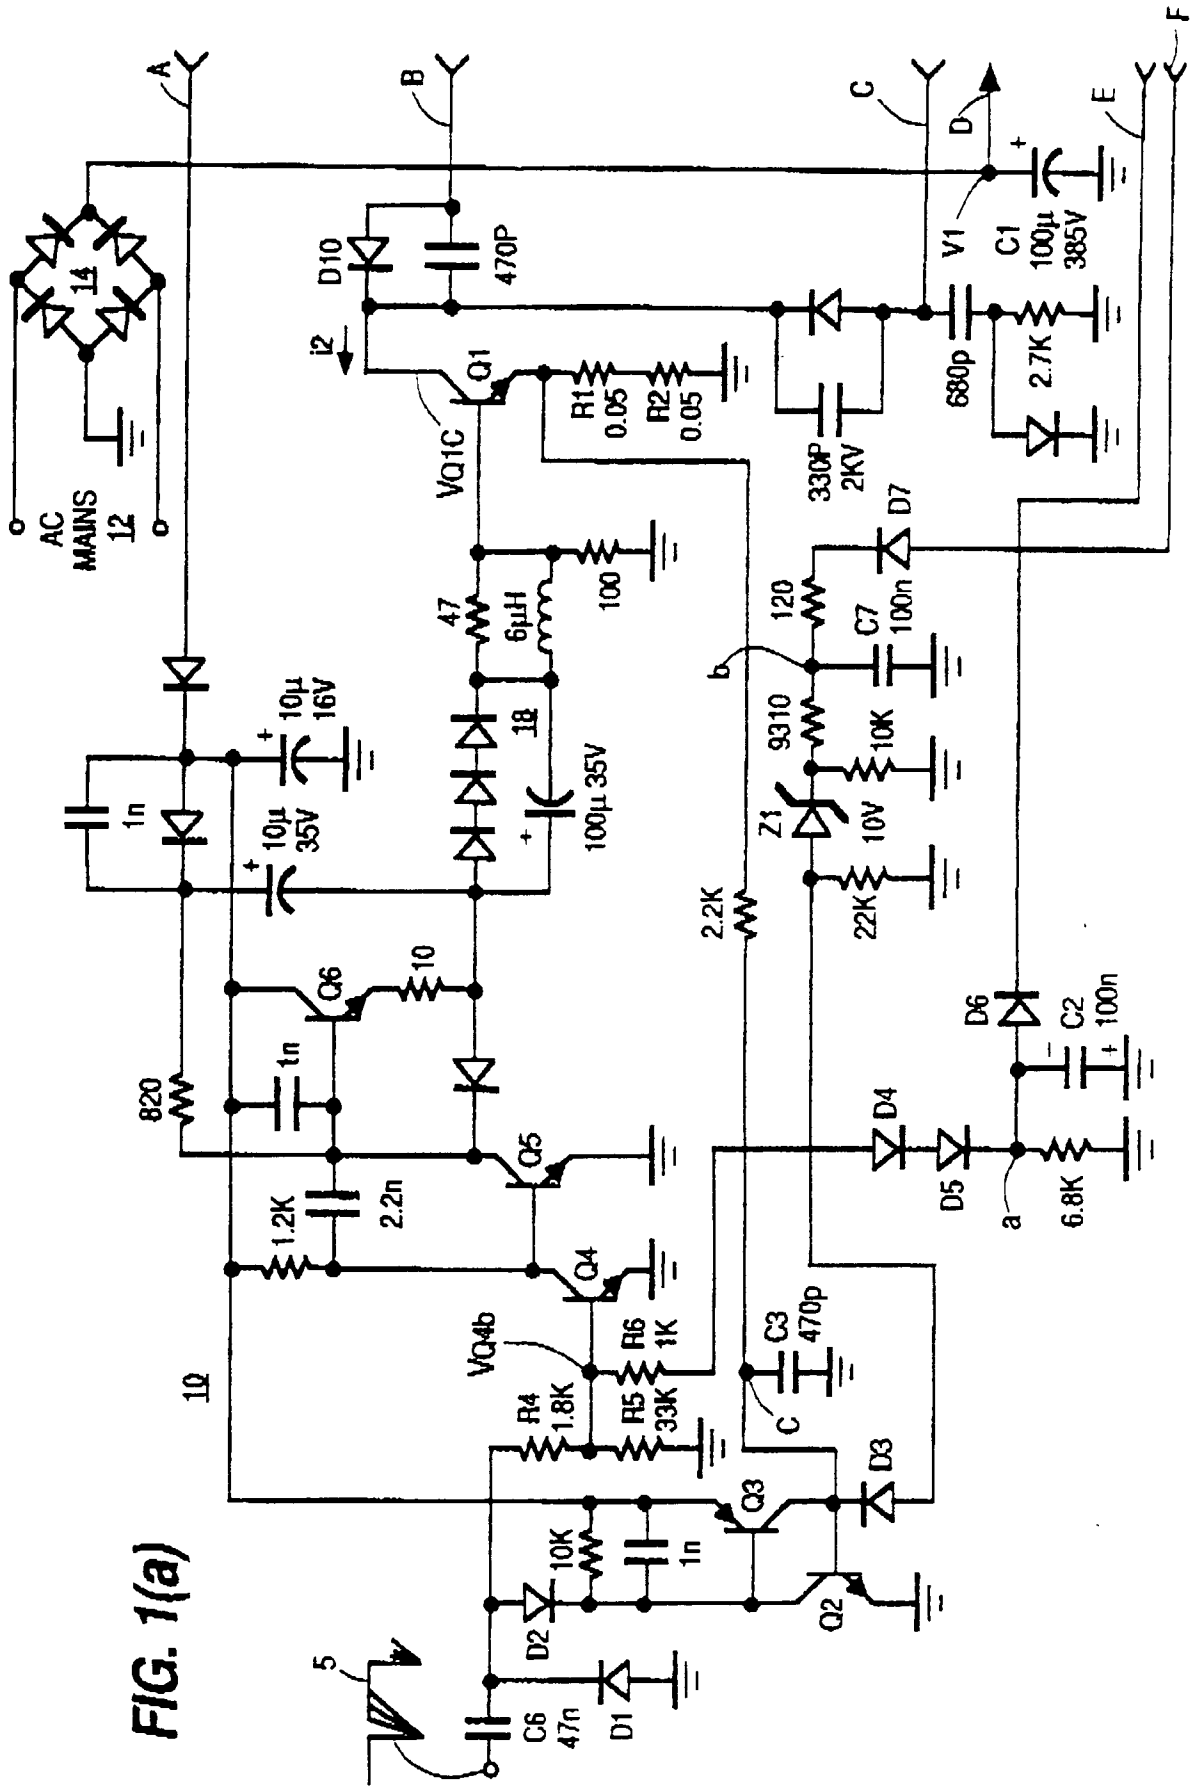 FIG. 1(a)
5
C6
47n
D1
D2
10K
1n
Q2
Q3
D3
R4
1.8K
R5
33K
VQ4b
R6
1K
C
C3
470p
10
1.2K
2.2n
Q4
Q5
820
1n
Q6
10
D4
D5
a
6.8K
D6
C2
100n
−
+
1n
+
10μ
35V
+
10μ
16V
18
+
100μ 35V
47
6μH
100
2.2K
22K
Z1
10V
9310
10K
b
120
C7
100n
D7
AC
MAINS
12
14
i2
VQ1C
Q1
D10
470P
R1
0.05
R2
0.05
330P
2KV
680p
2.7K
V1
C1
100μ
385V
+
A
B
C
D
E
F